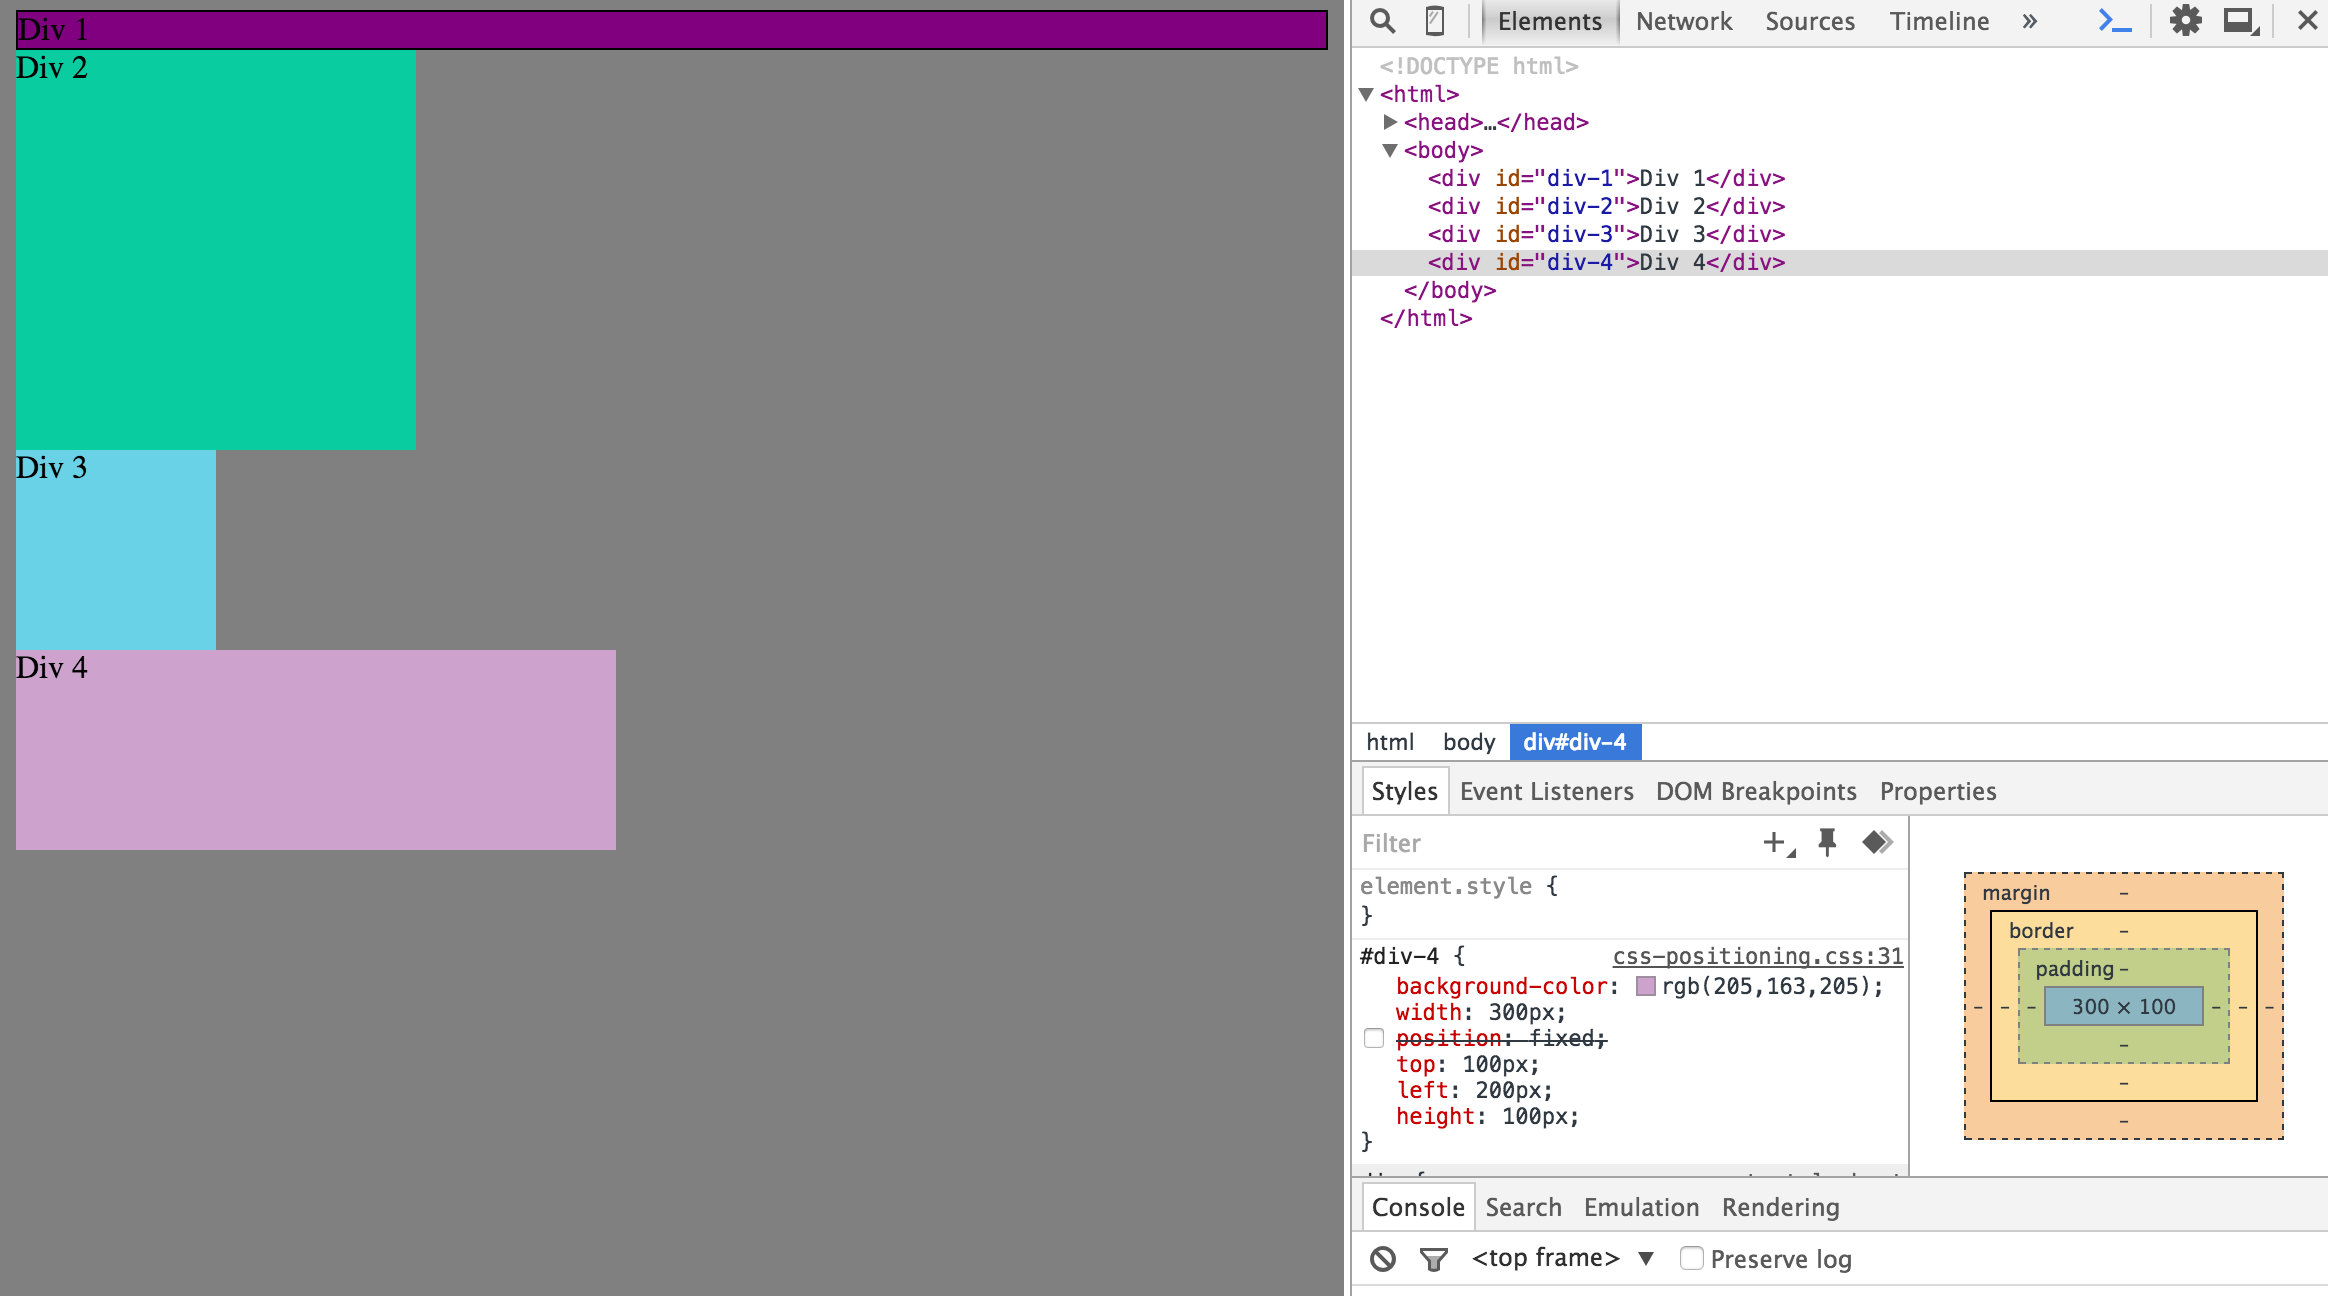 Div 1
Div 2
Div 3
Div 4
Elements Network Sources Timeline »
<!DOCTYPE html>
<html>
<head>…</head>
<body>
<div id="div-1">Div 1</div>
<div id="div-2">Div 2</div>
<div id="div-3">Div 3</div>
<div id="div-4">Div 4</div>
</body>
</html>
html body div#div-4
Styles Event Listeners DOM Breakpoints Properties
Filter
element.style {
}
#div-4 { css-positioning.css:31
background-color: rgb(205,163,205);
width: 300px;
position: fixed;
top: 100px;
left: 200px;
height: 100px;
}
margin -
border -
padding -
- - - 300 × 100 - - -
-
-
-
Console Search Emulation Rendering
<top frame> ▼ Preserve log